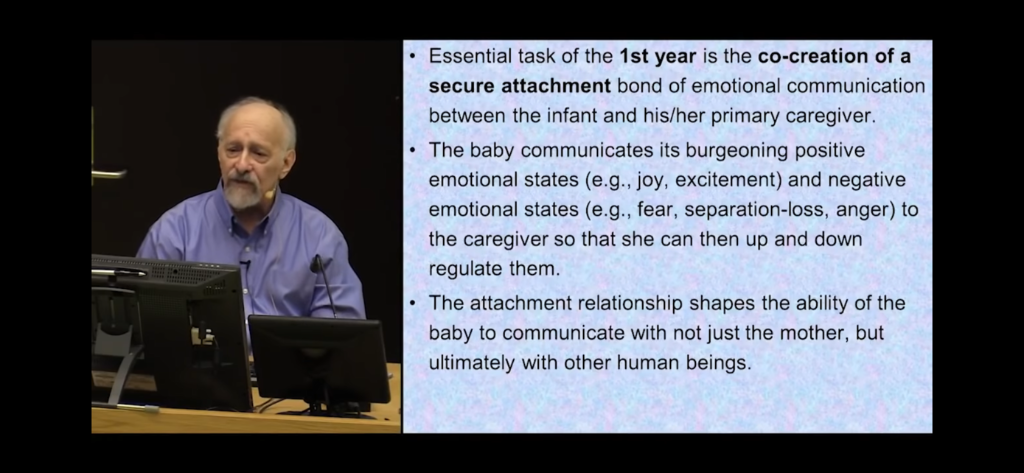 • Essential task of the 1st year is the co-creation of a
secure attachment bond of emotional communication
between the infant and his/her primary caregiver.
• The baby communicates its burgeoning positive
emotional states (e.g., joy, excitement) and negative
emotional states (e.g., fear, separation-loss, anger) to
the caregiver so that she can then up and down
regulate them.
• The attachment relationship shapes the ability of the
baby to communicate with not just the mother, but
ultimately with other human beings.